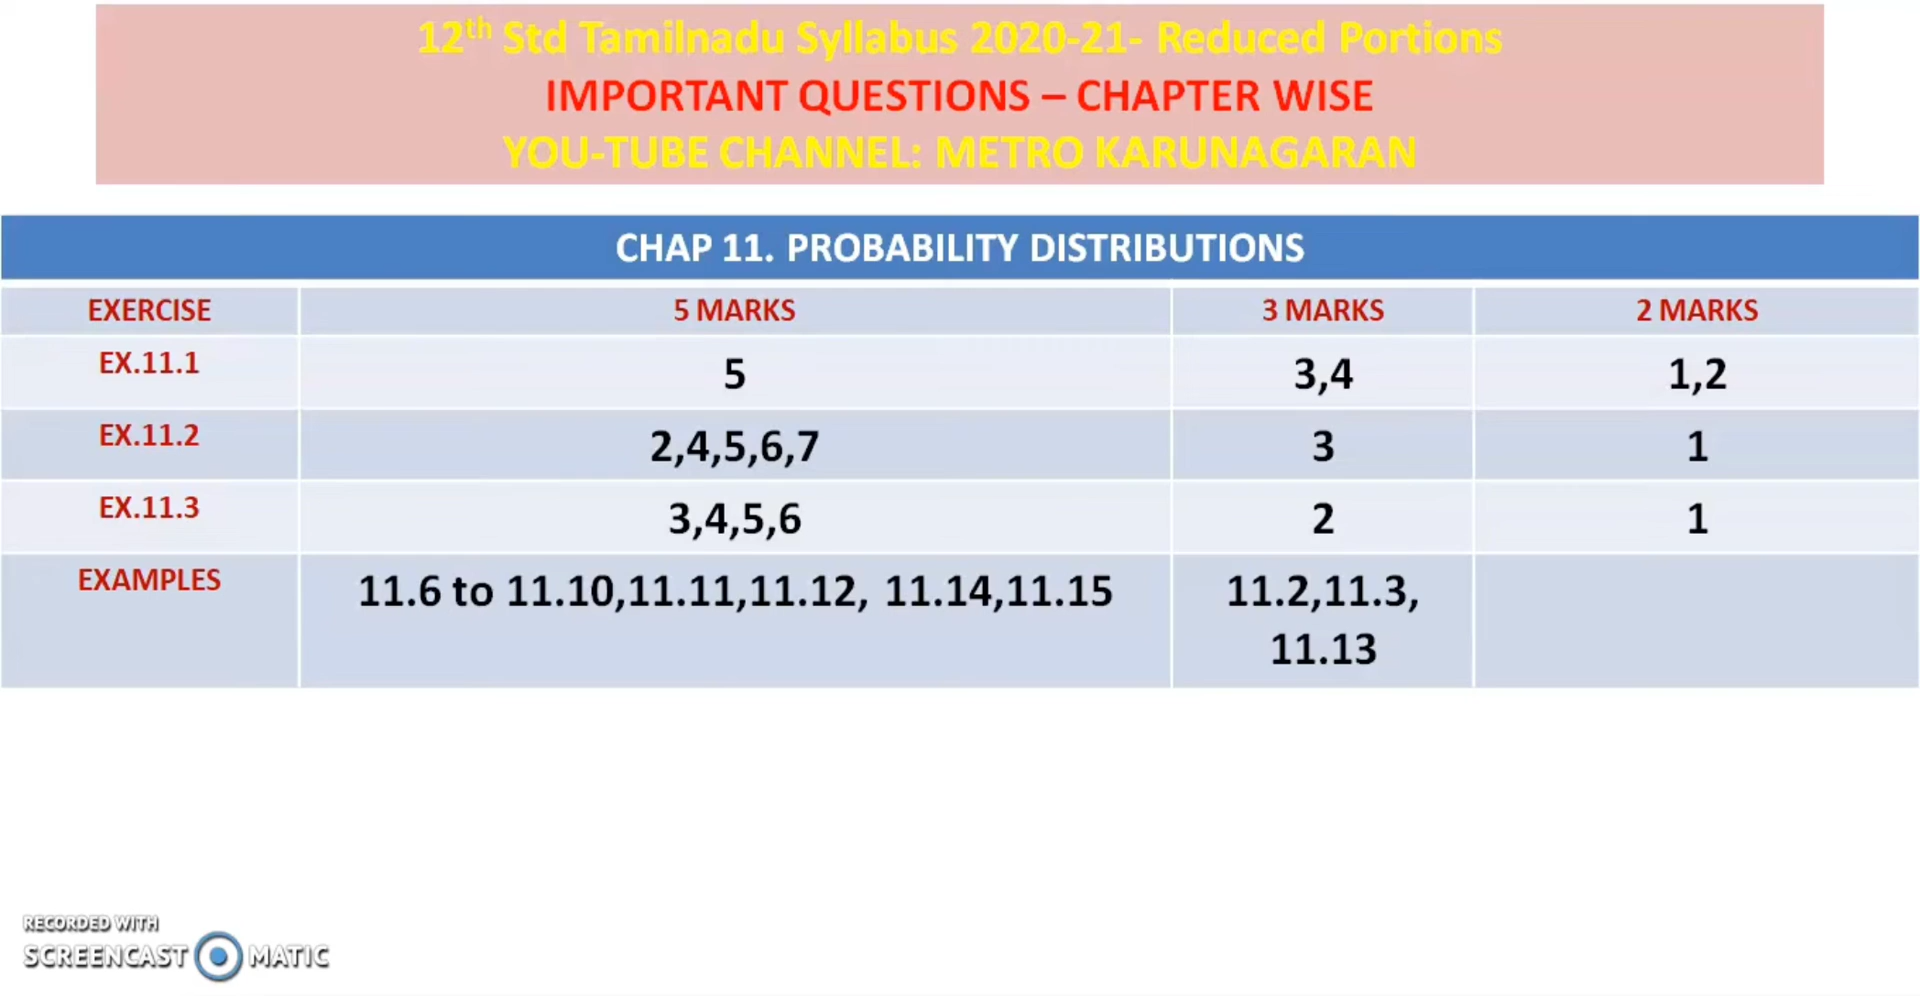 12th Std Tamilnadu Syllabus 2020-21- Reduced Portions
IMPORTANT QUESTIONS – CHAPTER WISE
YOU-TUBE CHANNEL: METRO KARUNAGARAN
CHAP 11. PROBABILITY DISTRIBUTIONS
EXERCISE 5 MARKS 3 MARKS 2 MARKS
EX.11.1 5 3,4 1,2
EX.11.2 2,4,5,6,7 3 1
EX.11.3 3,4,5,6 2 1
EXAMPLES 11.6 to 11.10,11.11,11.12, 11.14,11.15 11.2,11.3,
11.13
RECORDED WITH
SCREENCAST MATIC